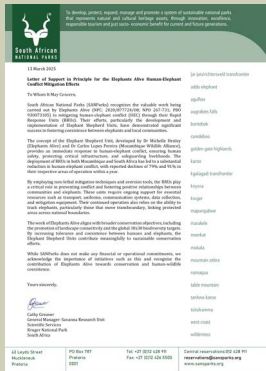 To develop, protect, expand, manage and promote a system of sustainable national parks
that represents natural and cultural heritage assets, through innovation, excellence,
responsible tourism and just socio-economic benefit for current and future generations.
South African
NATIONAL PARKS
13 March 2025
Letter of Support in Principle for the Elephants Alive Human-Elephant
Conflict Mitigation Efforts
To Whom It May Concern,
South African National Parks (SANParks) recognizes the valuable work being
carried out by Elephants Alive in mitigating human-elephant conflict (HEC) through their Rapid
Response Units (RRUs). Their efforts, particularly the development and
implementation of Elephant Shepherd Units, have demonstrated significant
success in fostering coexistence between elephants and local communities.
The concept of the Elephant Shepherd Units, developed by Dr Michelle Henley
(Elephants Alive) and Dr Carlos Lopes Pereira (Mozambique Wildlife Alliance),
provides an immediate response to human-elephant conflict, ensuring human
safety, protecting critical infrastructure, and safeguarding livelihoods. The
deployment of RRUs in both Mozambique and South Africa has led to a substantial
reduction in human-elephant conflict, with reported declines of 79% and 95% in
their respective areas of operation within a year.
By employing non-lethal mitigation techniques and overtime tools, the RRUs play
a critical role in preventing conflict and fostering positive relationships between
communities and elephants. These units require ongoing support for essential
resources such as transport, uniforms, communication systems, data collection,
and mitigation equipment. Their continued operation also relies on the ability to
track elephants, particularly those that move transboundary, linking protected
areas across national boundaries.
The work of Elephants Alive aligns with broader conservation objectives, including
the promotion of landscape connectivity and the global 30x30 biodiversity targets.
By increasing tolerance and coexistence between humans and elephants, the
Elephant Shepherd Units contribute meaningfully to sustainable conservation
efforts.
While SANParks does not make any financial or operational commitments, we
acknowledge the importance of initiatives such as this and recognize the
contribution of Elephants Alive towards conservation and human-wildlife
coexistence.
Yours sincerely,
Cathy Greaver
General Manager: Savanna Research Unit
Scientific Services
Kruger National Park
Skukuza
|ai-|ais/richtersveld transfrontier
addo elephant
agulhas
augrabies falls
bontebok
camdeboo
golden gate highlands
karoo
kgalagadi transfrontier
knysna
kruger
mapungubwe
marakele
meerkat
mokala
mountain zebra
namaqua
table mountain
tankwa karoo
tsitsikamma
west coast
wilderness
643 Leyds Street
Muckleneuk
Pretoria
PO Box 787
Pretoria
0001
Tel: +27 (0)12 428 9111
Central reservations: 012 428 9111
reservations@sanparks.org
www.sanparks.org